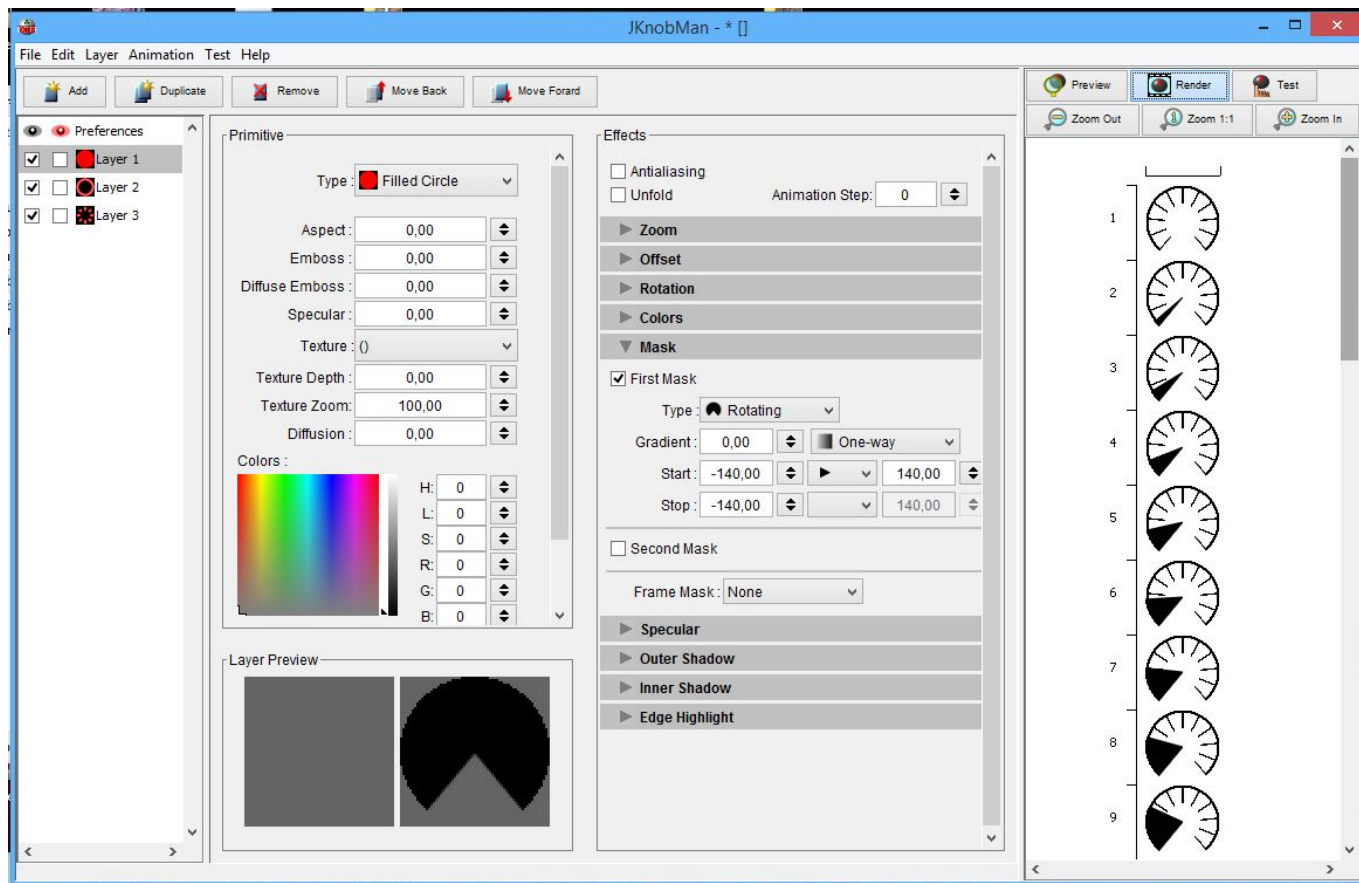 JKnobMan - * []
File Edit Layer Animation Test Help
Add Duplicate Remove Move Back Move Forard
Preview Render Test
Zoom Out Zoom 1:1 Zoom In
Preferences
Layer 1
Layer 2
Layer 3
Primitive
Type : Filled Circle
Aspect : 0,00
Emboss : 0,00
Diffuse Emboss : 0,00
Specular : 0,00
Texture : ()
Texture Depth : 0,00
Texture Zoom: 100,00
Diffusion : 0,00
Colors :
H: 0
L: 0
S: 0
R: 0
G: 0
B: 0
Layer Preview
Effects
Antialiasing
Unfold Animation Step: 0
Zoom
Offset
Rotation
Colors
Mask
First Mask
Type : Rotating
Gradient : 0,00 One-way
Start : -140,00 140,00
Stop : -140,00 140,00
Second Mask
Frame Mask : None
Specular
Outer Shadow
Inner Shadow
Edge Highlight
1
2
3
4
5
6
7
8
9